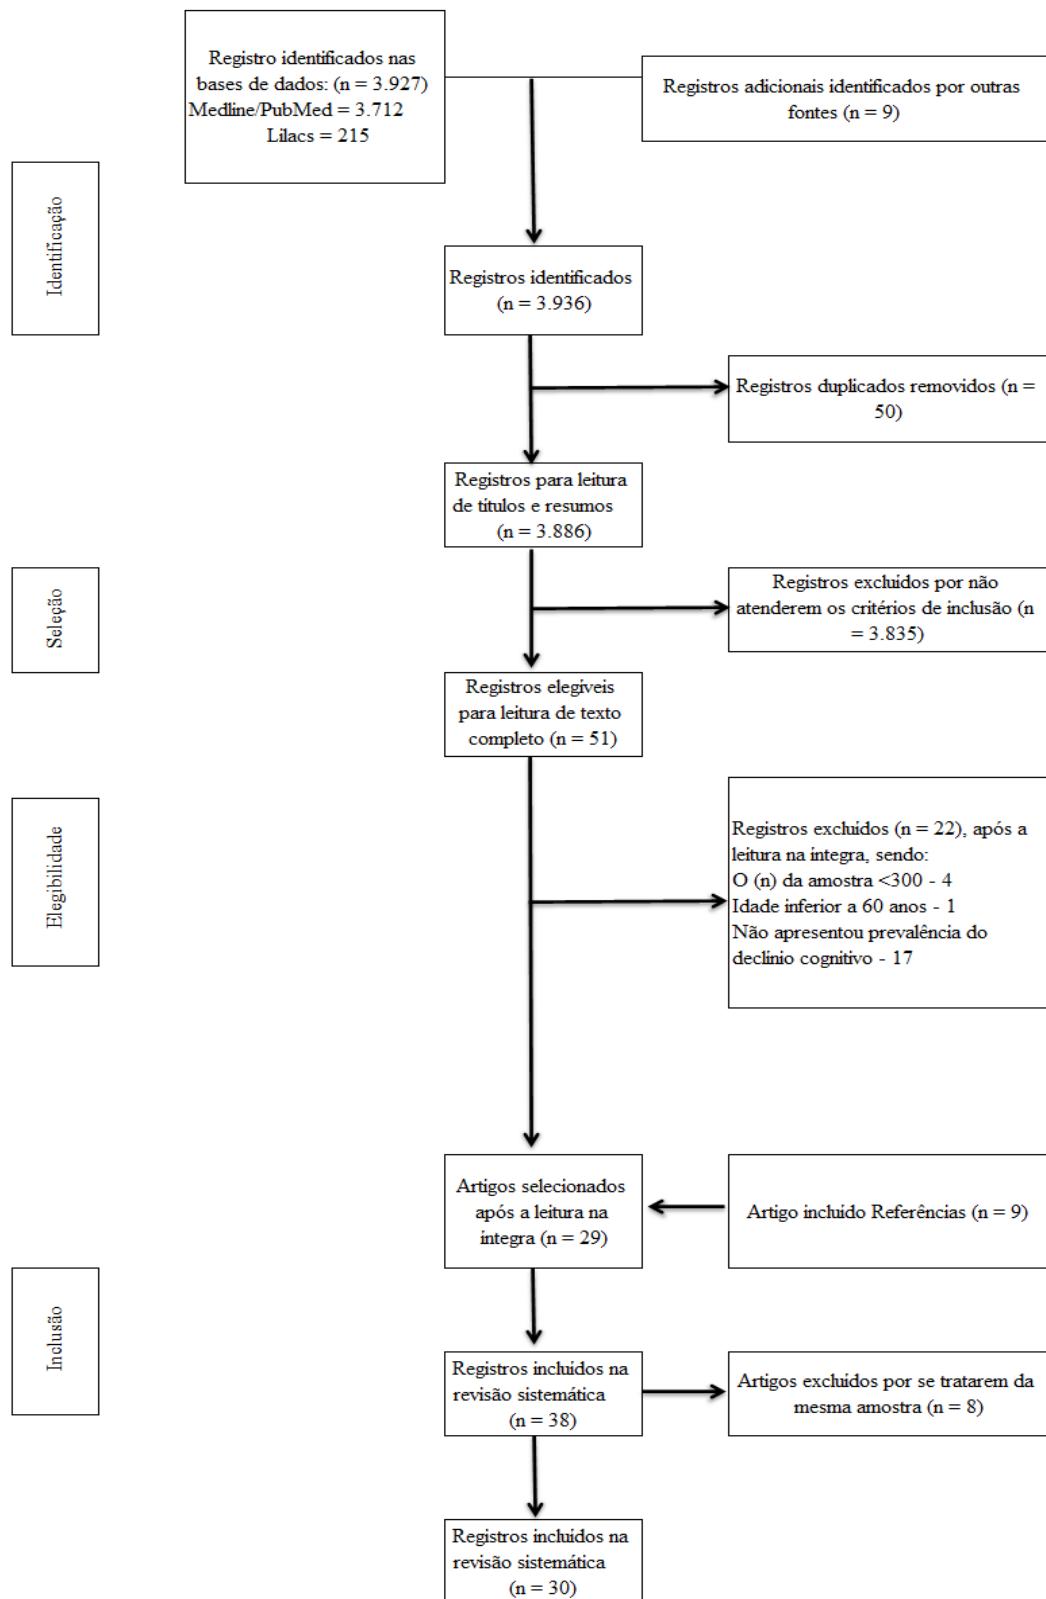 Registro identificados nas
bases de dados: (n = 3.927)
Medline/PubMed = 3.712
Lilacs = 215
Registros adicionais identificados por outras
fontes (n = 9)
Identificação
Registros identificados
(n = 3.936)
Registros duplicados removidos (n =
50)
Registros para leitura
de títulos e resumos
(n = 3.886)
Seleção
Registros excluídos por não
atenderem os critérios de inclusão (n
= 3.835)
Registros elegíveis
para leitura de texto
completo (n = 51)
Elegibilidade
Registros excluídos (n = 22), após a
leitura na íntegra, sendo:
O (n) da amostra <300 - 4
Idade inferior a 60 anos - 1
Não apresentou prevalência do
declínio cognitivo - 17
Artigos selecionados
após a leitura na
íntegra (n = 29)
Artigo incluído Referências (n = 9)
Inclusão
Registros incluídos na
revisão sistemática
(n = 38)
Artigos excluídos por se tratarem da
mesma amostra (n = 8)
Registros incluídos na
revisão sistemática
(n = 30)